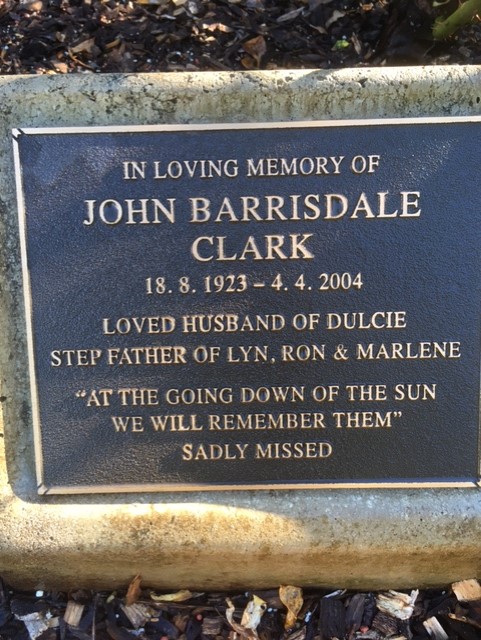 IN LOVING MEMORY OF
JOHN BARRISDALE
CLARK
18. 8. 1923 – 4. 4. 2004
LOVED HUSBAND OF DULCIE
STEP FATHER OF LYN, RON & MARLENE
“AT THE GOING DOWN OF THE SUN
WE WILL REMEMBER THEM”
SADLY MISSED